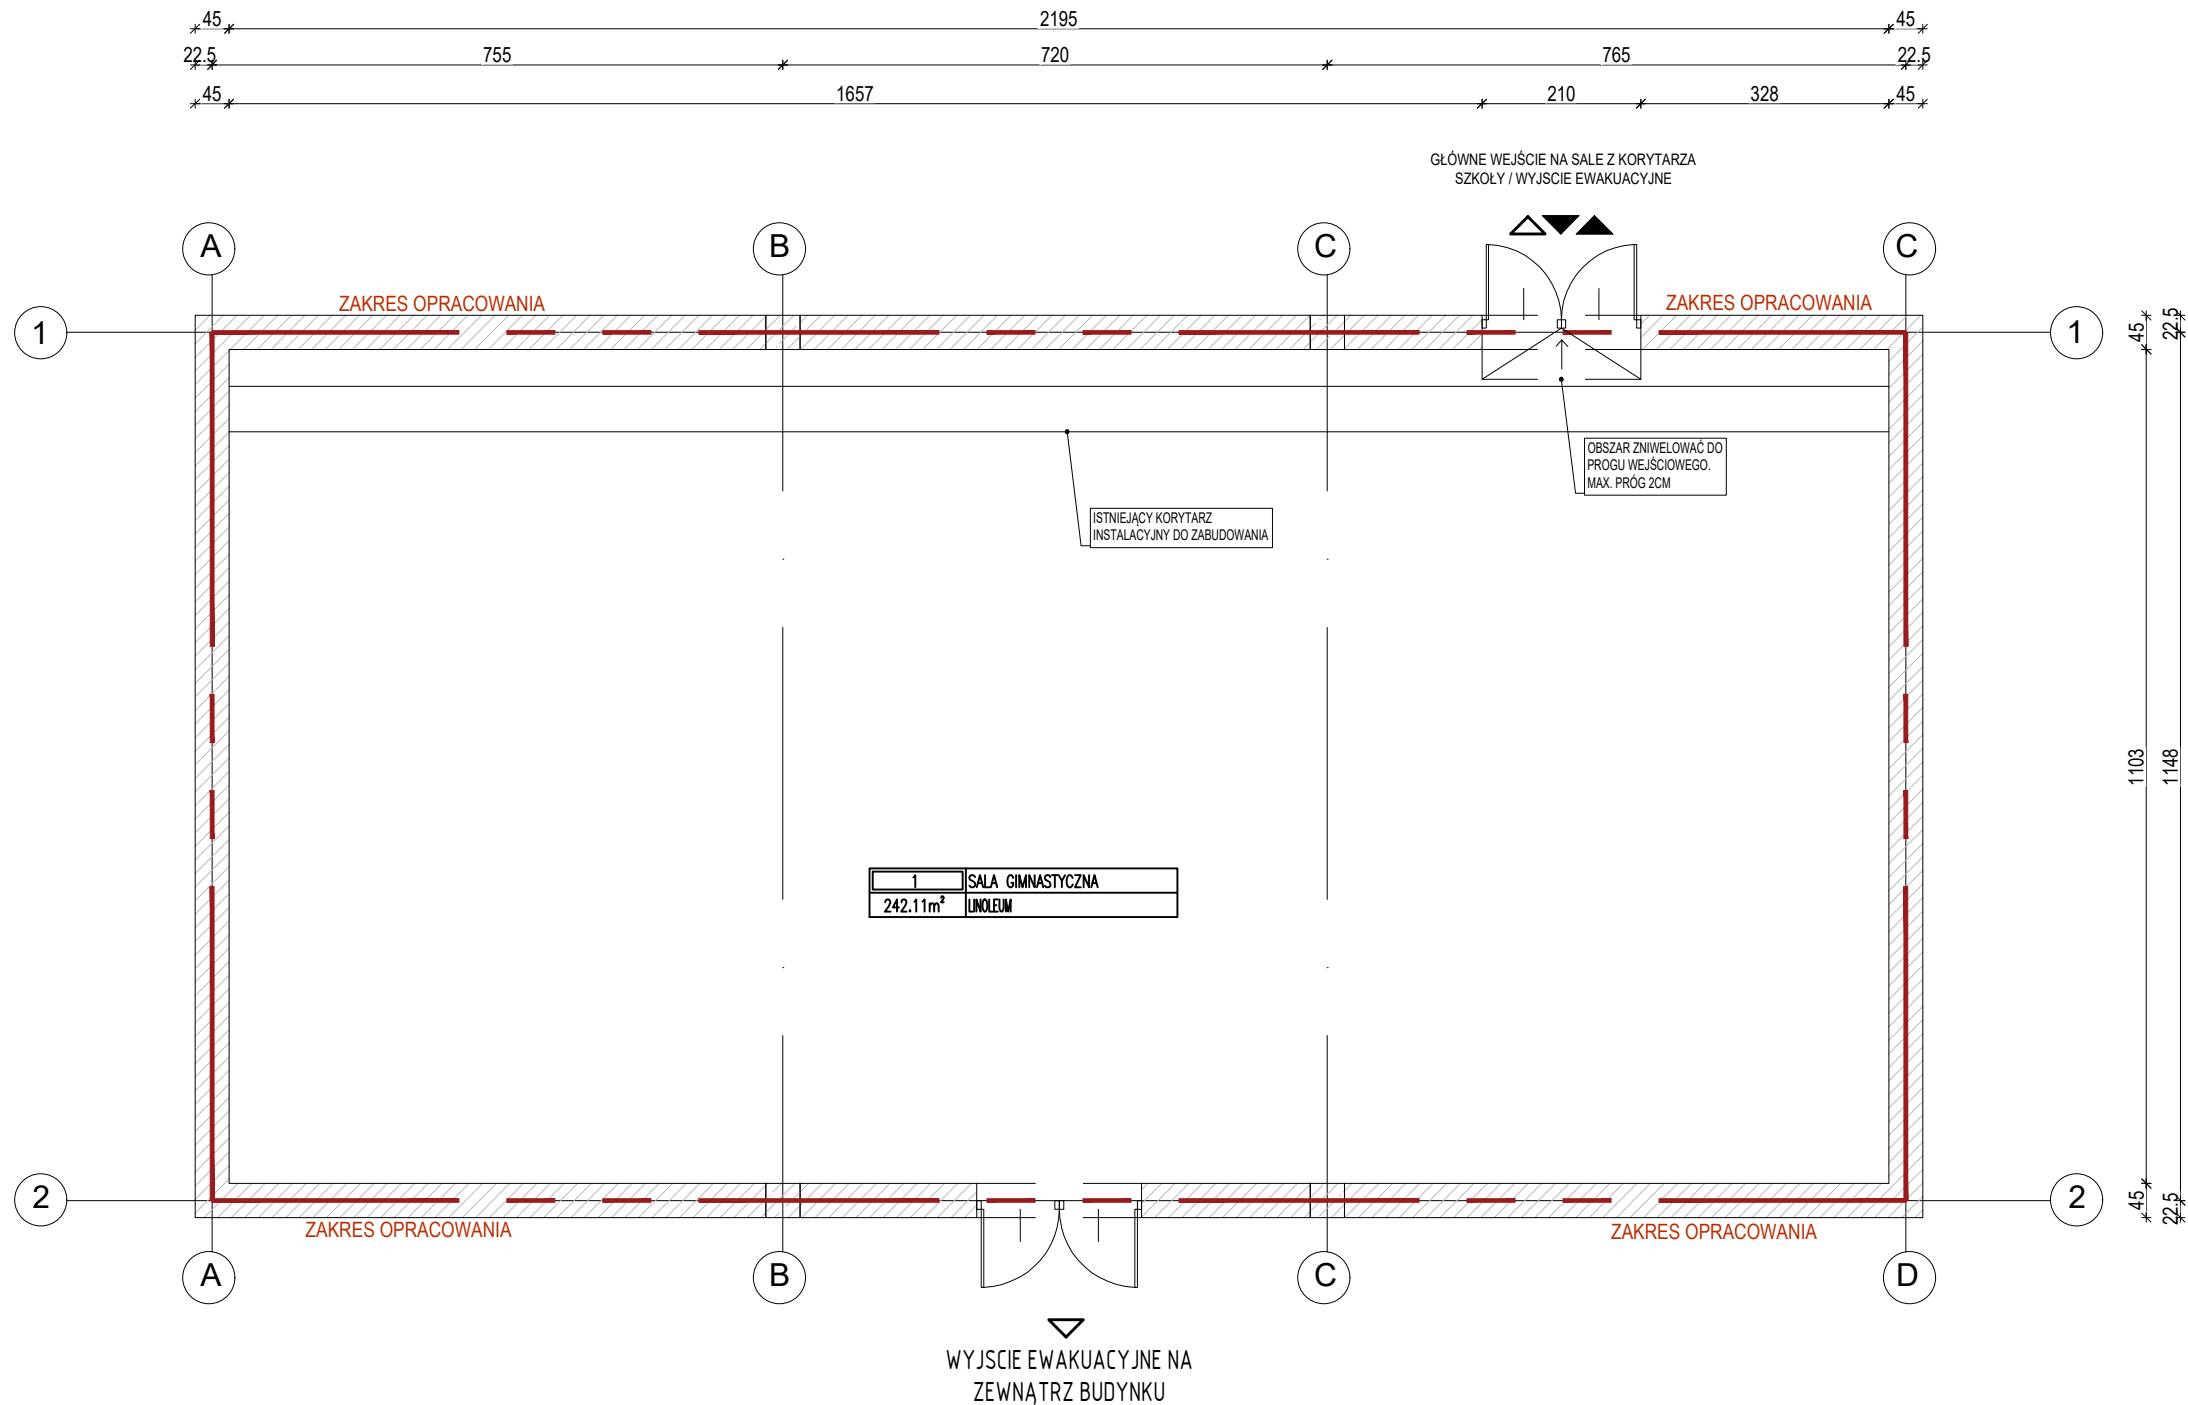 45 2195 45
22.5 755 720 765 22.5
45 1657 210 328 45
GŁÓWNE WEJŚCIE NA SALE Z KORYTARZA
SZKOŁY / WYJSCIE EWAKUACYJNE
A B C C
ZAKRES OPRACOWANIA ZAKRES OPRACOWANIA
1 1
45 22.5
OBSZAR ZNIWELOWAĆ DO
PROGU WEJŚCIOWEGO.
MAX. PRÓG 2CM
ISTNIEJĄCY KORYTARZ
INSTALACYJNY DO ZABUDOWANIA
1103 1148
1 SALA GIMNASTYCZNA
242.11m² LINOLEUM
2 2
45 22.5
ZAKRES OPRACOWANIA ZAKRES OPRACOWANIA
A B C D
WYJSCIE EWAKUACYJNE NA
ZEWNĄTRZ BUDYNKU